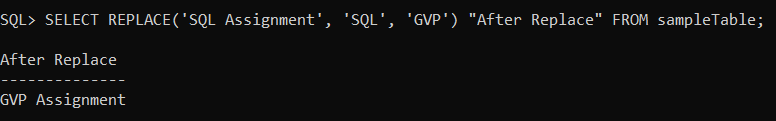 SQL> SELECT REPLACE('SQL Assignment', 'SQL', 'GVP') "After Replace" FROM sampleTable;
After Replace
--------------
GVP Assignment